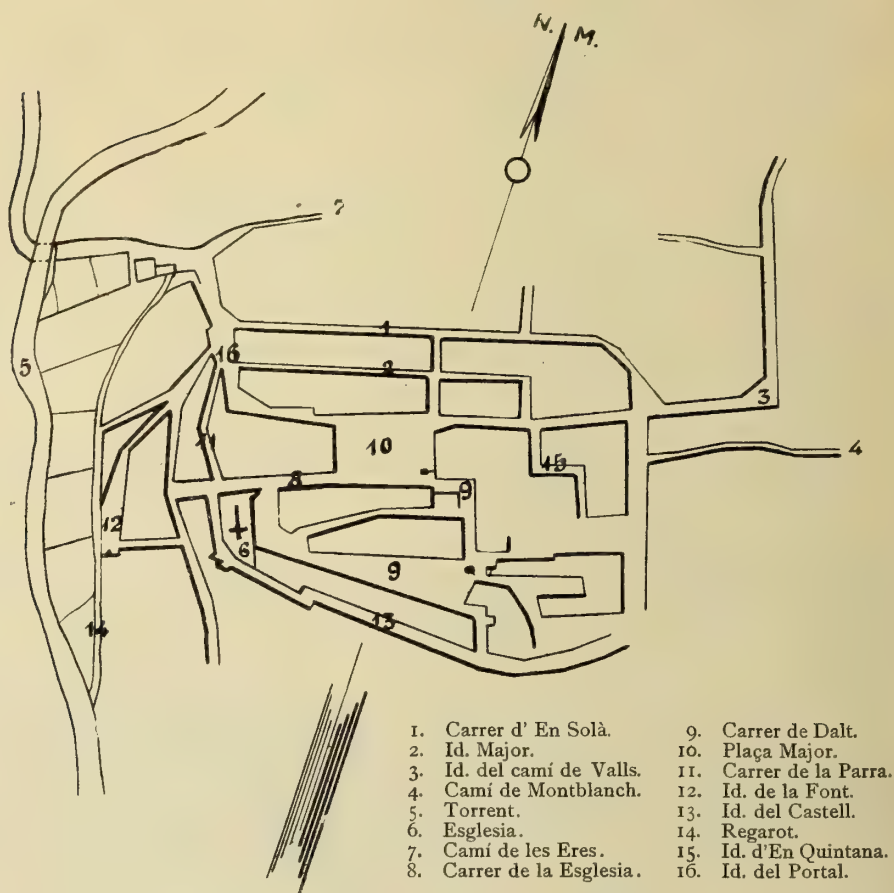 N. M.
7
1
16
2
5
3
11
10
4
8
9
15
12
6
9
14
13
1. Carrer d' En Solà.
2. Id. Major.
3. Id. del camí de Valls.
4. Camí de Montblanch.
5. Torrent.
6. Esglesia.
7. Camí de les Eres.
8. Carrer de la Esglesia.
9. Carrer de Dalt.
10. Plaça Major.
11. Carrer de la Parra.
12. Id. de la Font.
13. Id. del Castell.
14. Regarot.
15. Id. d'En Quintana.
16. Id. del Portal.